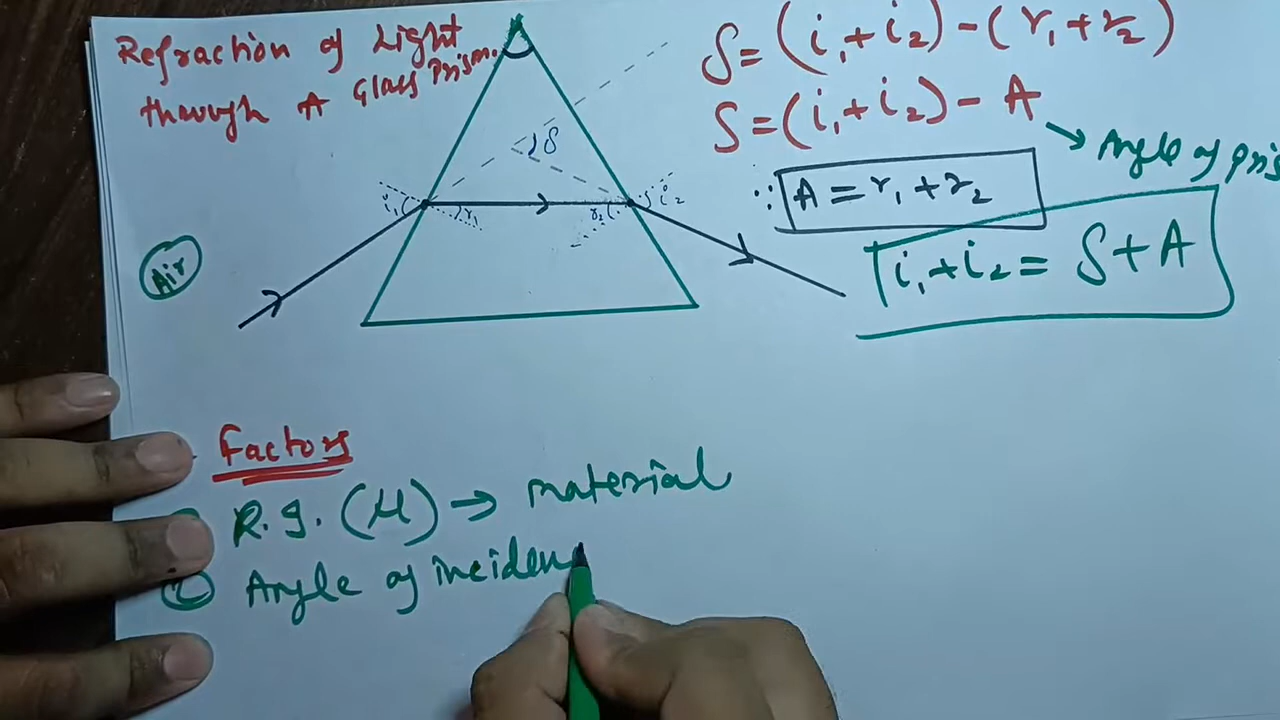 Refraction of Light
through A Glass Prism.
δ = (i₁ + i₂) - (r₁ + r₂)
δ = (i₁ + i₂) - A
→ Angle of pris
∵ A = r₁ + r₂
i₁ + i₂ = δ + A
δ
i₁
r₁
r₂
i₂
Air
Factors
R.I. (μ) → material
② Angle of inciden